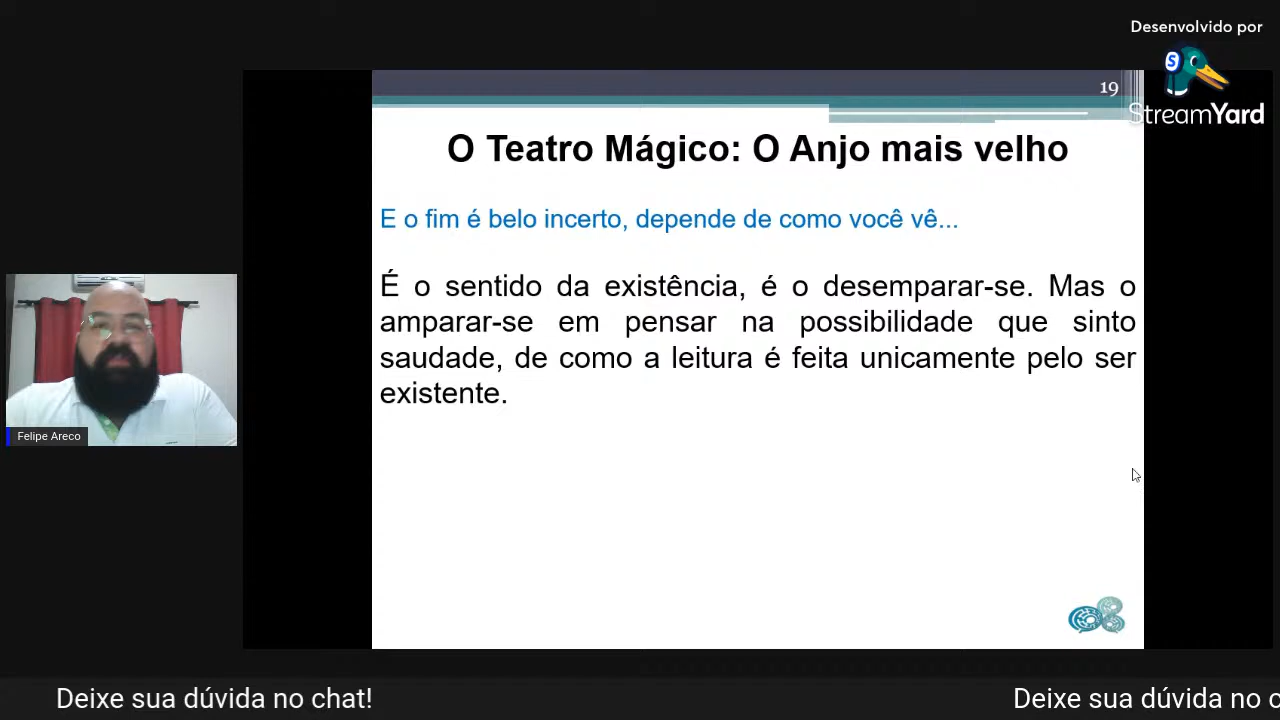 Desenvolvido por
StreamYard
19
O Teatro Mágico: O Anjo mais velho
E o fim é belo incerto, depende de como você vê...
É o sentido da existência, é o desemparar-se. Mas o
amparar-se em pensar na possibilidade que sinto
saudade, de como a leitura é feita unicamente pelo ser
existente.
Felipe Areco
Deixe sua dúvida no chat!
Deixe sua dúvida no c